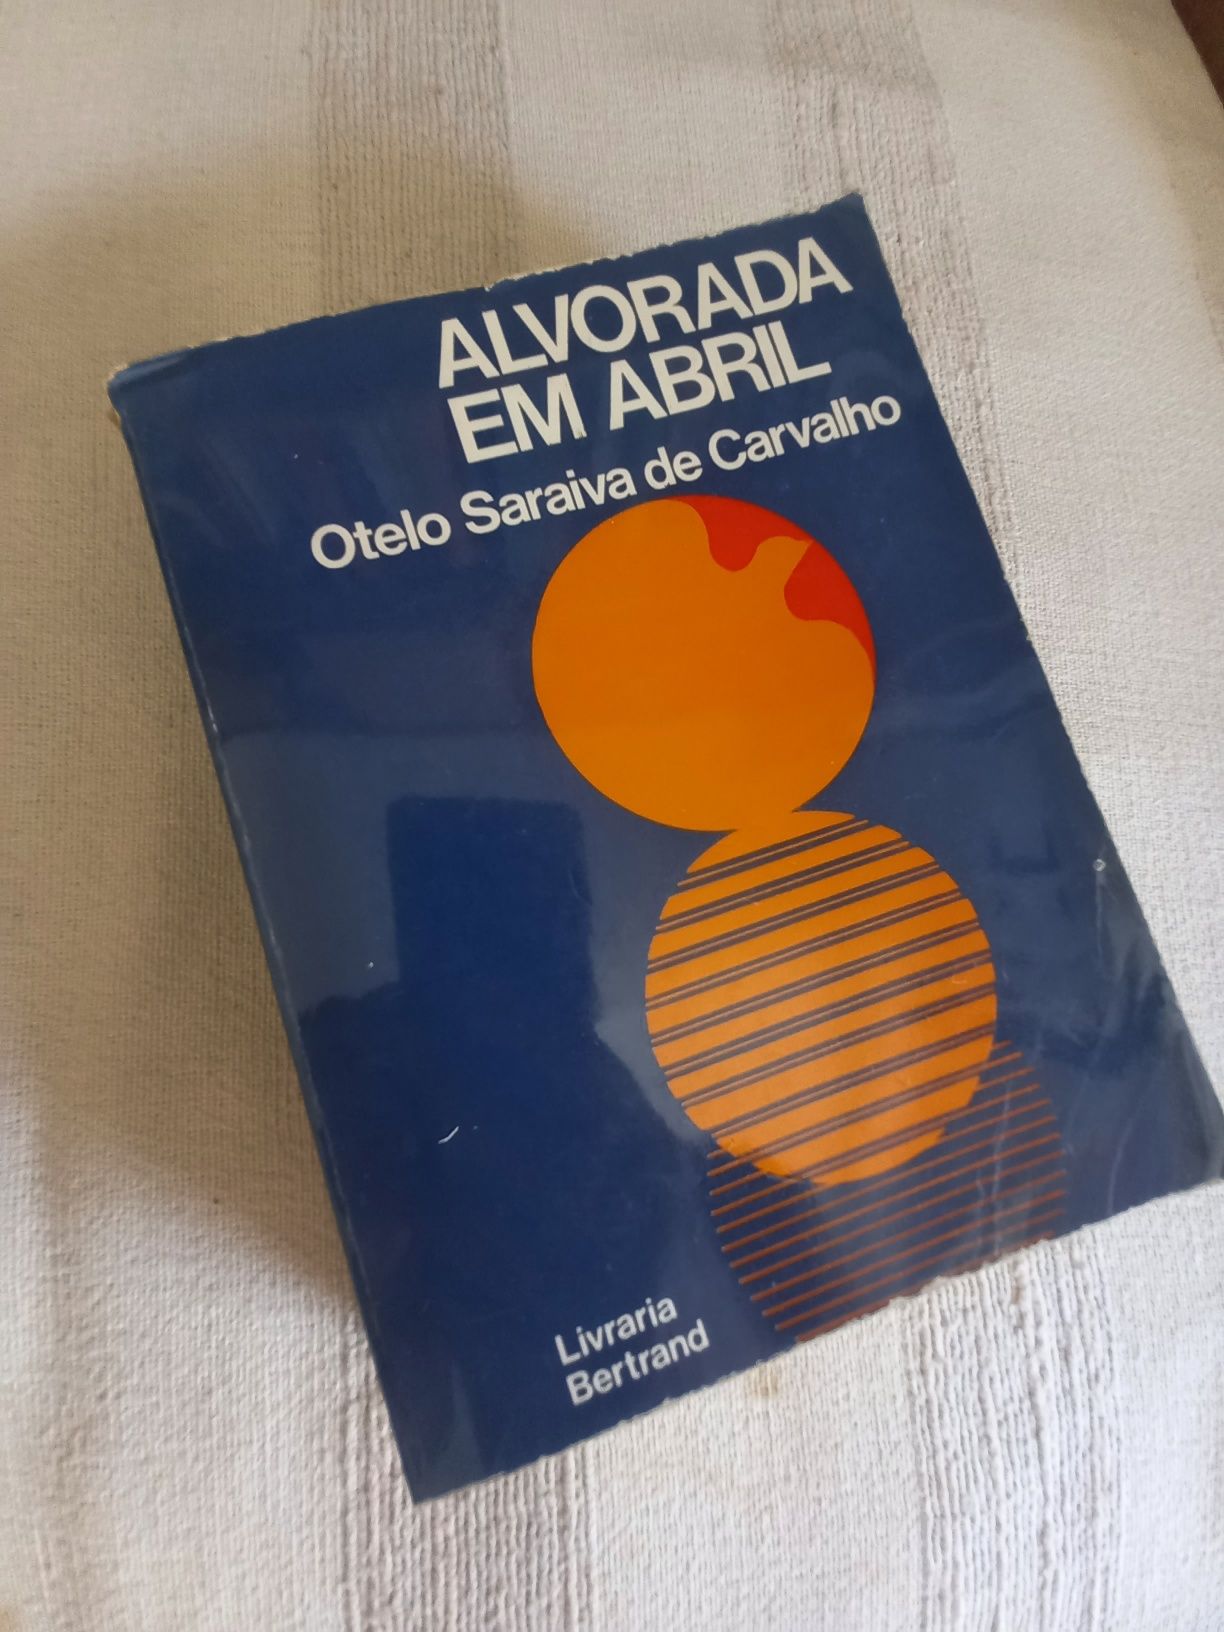 ALVORADA
EM ABRIL
Otelo Saraiva de Carvalho
Livraria
Bertrand